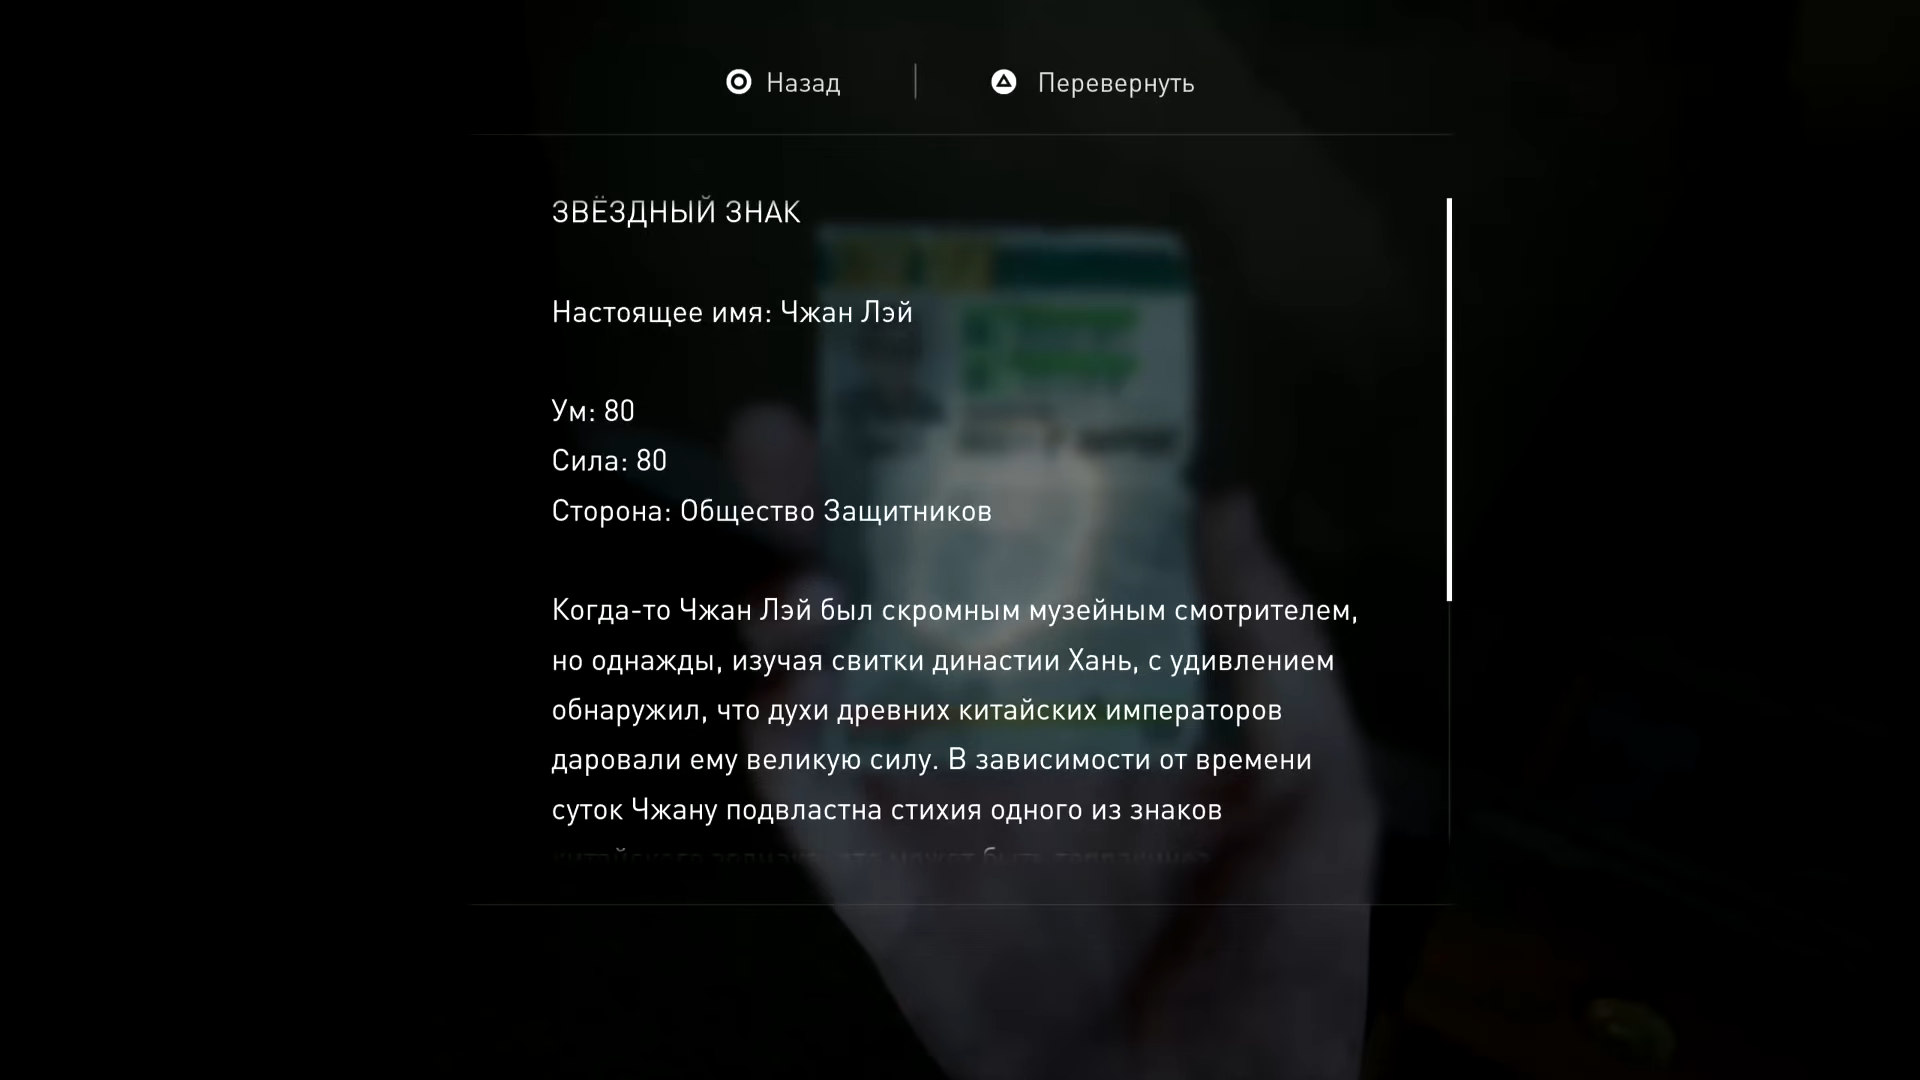 Назад
Перевернуть
ЗВЁЗДНЫЙ ЗНАК
Настоящее имя: Чжан Лэй
Ум: 80
Сила: 80
Сторона: Общество Защитников
Когда-то Чжан Лэй был скромным музейным смотрителем,
но однажды, изучая свитки династии Хань, с удивлением
обнаружил, что духи древних китайских императоров
даровали ему великую силу. В зависимости от времени
суток Чжану подвластна стихия одного из знаков